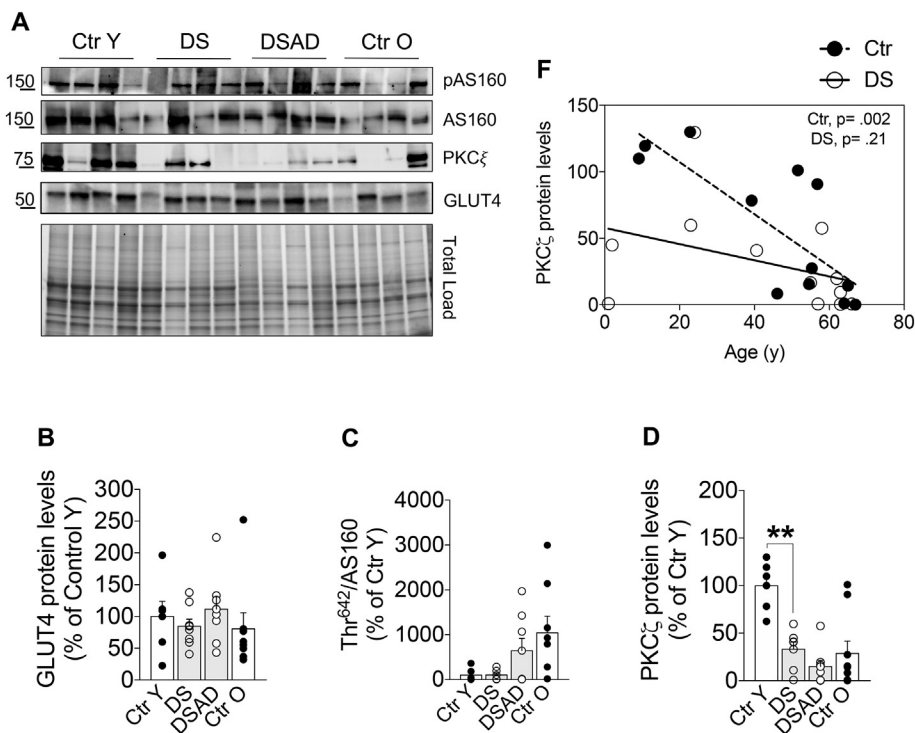 A
Ctr Y DS DSAD Ctr O
150 pAS160
150 AS160
75 PKCξ
50 GLUT4
Total Load
F
Ctr
DS
Ctr, p= .002
DS, p= .21
PKCζ protein levels
150
100
50
0
0 20 40 60 80
Age (y)
B
GLUT4 protein levels
(% of Control Y)
300
250
200
150
100
50
0
Ctr Y DS DSAD Ctr O
C
Thr642/AS160
(% of Ctr Y)
4000
3000
2000
1000
0
Ctr Y DS DSAD Ctr O
D
PKCζ protein levels
(% of Ctr Y)
200
150
100
50
0
**
Ctr Y DS DSAD Ctr O